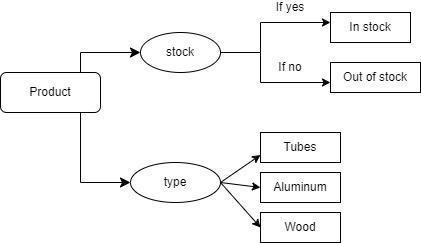 If yes
In stock
stock
If no
Out of stock
Product
Tubes
type
Aluminum
Wood